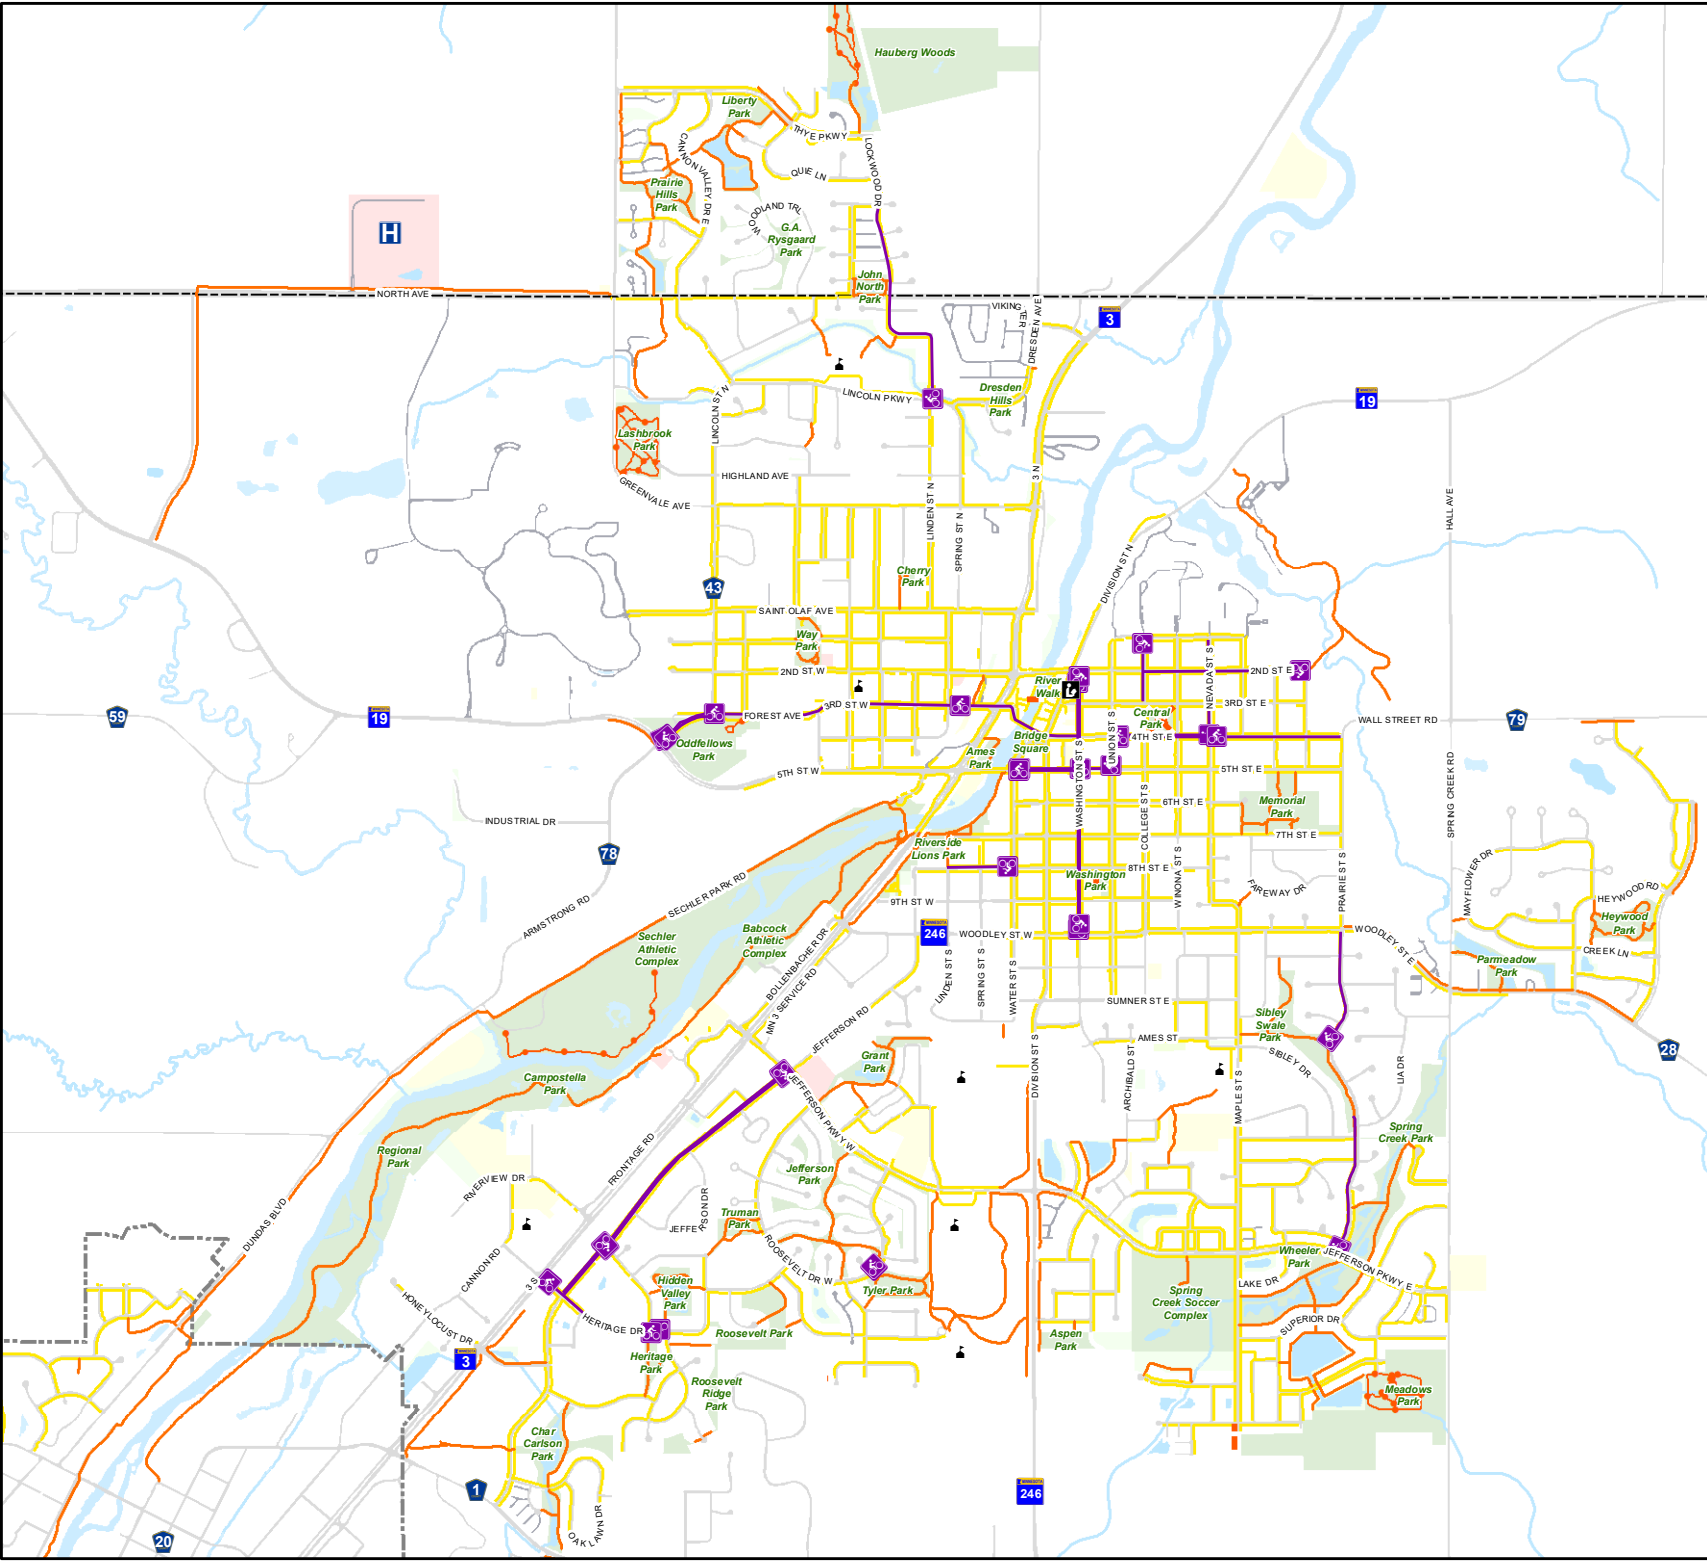 Hauberg Woods
Liberty
Park
THYE PKWY
CANNON VALLEY DR E
LOCKWOOD DR
QUIE LN
Prairie
Hills
Park
WOODLAND TRL
G.A.
Rysgaard
Park
H
John
North
Park
NORTH AVE
VIKING TER
DRESDEN AVE
3
LINCOLN ST N
LINCOLN PKWY
Dresden
Hills
Park
19
Lashbrook
Park
HIGHLAND AVE
GREENVALE AVE
3 N
LINDEN ST N
SPRING ST N
HALL AVE
DIVISION ST N
43
Cherry
Park
SAINT OLAF AVE
Way
Park
2ND ST W
River
Walk
NEVADA ST S
2ND ST E
59
19
FOREST AVE
3RD ST W
3RD ST E
Central
Park
WALL STREET RD
79
Oddfellows
Park
Bridge
Square
UNION ST S
4TH ST E
Ames
Park
5TH ST W
5TH ST E
WASHINGTON ST S
COLLEGE ST S
SPRING CREEK RD
6TH ST E
Memorial
Park
INDUSTRIAL DR
7TH ST E
78
Riverside
Lions Park
8TH ST E
WINONA ST S
Washington
Park
FAREWAY DR
PRAIRIE ST S
MAYFLOWER DR
HEYWOOD RD
SECHLER PARK RD
ARMSTRONG RD
9TH ST W
Heywood
Park
Sechler
Athletic
Complex
Babcock
Athletic
Complex
246
WOODLEY ST W
WOODLEY ST E
CREEK LN
Parmeadow
Park
BOLLENBACHER DR
MN 3 SERVICE RD
LINDEN ST S
SPRING ST S
WATER ST S
SUMNER ST E
JEFFERSON RD
Sibley
Swale
Park
AMES ST
SIBLEY DR
28
Grant
Park
DIVISION ST S
ARCHIBALD ST
MAPLE ST S
LIA DR
Campostella
Park
JEFFERSON PKWY W
Regional
Park
FRONTAGE RD
Spring
Creek Park
RIVERVIEW DR
Jefferson
Park
JEFFERSON DR
Truman
Park
DUNDAS BLVD
ROOSEVELT DR W
CANNON RD
Wheeler
Park
JEFFERSON PKWY E
LAKE DR
3 S
Hidden
Valley
Park
Tyler Park
Spring
Creek Soccer
Complex
HONEYLOCUST DR
HERITAGE DR
Roosevelt Park
SUPERIOR DR
Aspen
Park
3
Heritage
Park
Roosevelt
Ridge
Park
Meadows
Park
Char
Carlson
Park
1
246
20
OAK LAWN DR